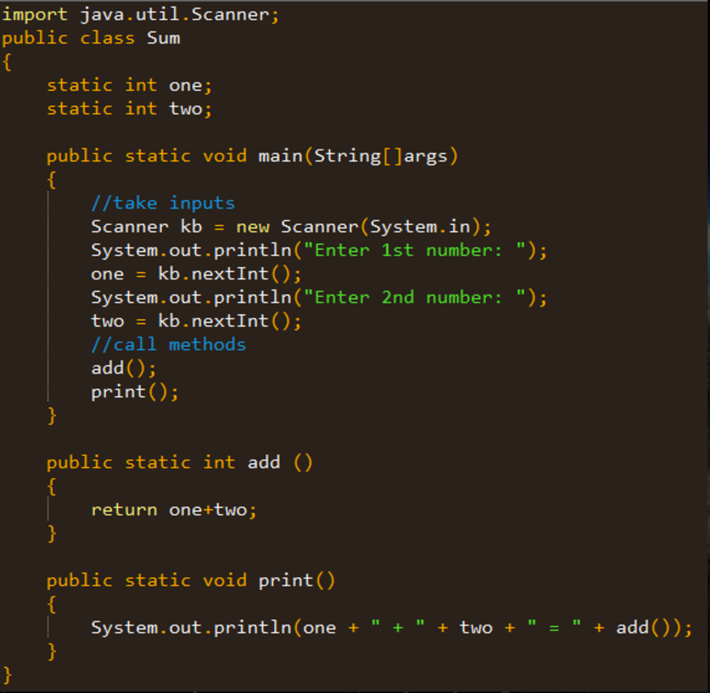 import java.util.Scanner;
public class Sum
{
    static int one;
    static int two;

    public static void main(String[]args)
    {
        //take inputs
        Scanner kb = new Scanner(System.in);
        System.out.println("Enter 1st number: ");
        one = kb.nextInt();
        System.out.println("Enter 2nd number: ");
        two = kb.nextInt();
        //call methods
        add();
        print();
    }

    public static int add ()
    {
        return one+two;
    }

    public static void print()
    {
        System.out.println(one + " + " + two + " = " + add());
    }
}